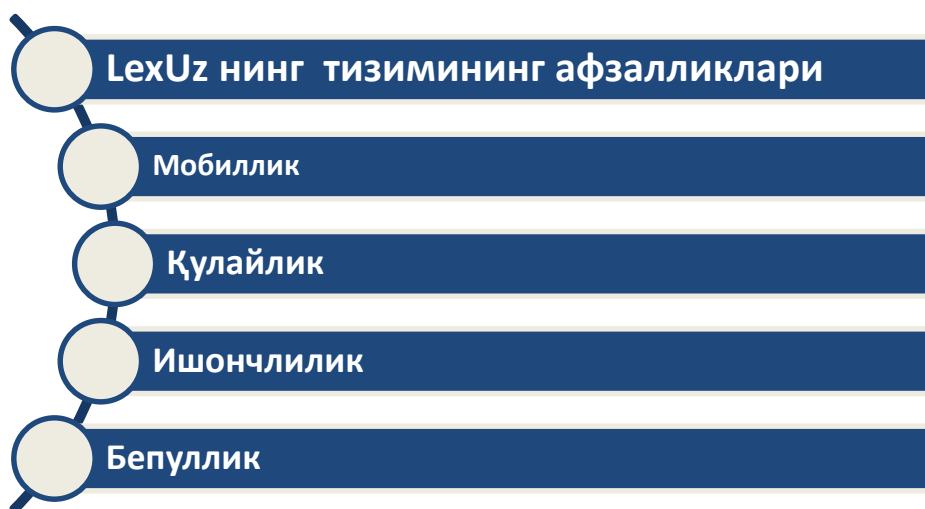 LexUz нинг тизимининг афзалликлари
Мобиллик
Қулайлик
Ишончлилик
Бепуллик